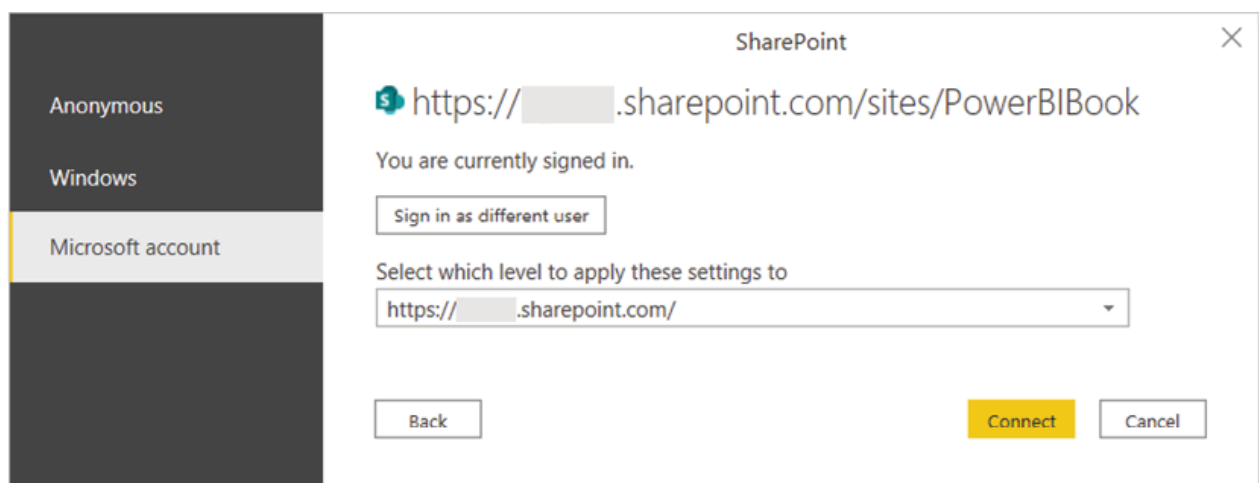 SharePoint
Anonymous
Windows
Microsoft account
https:// .sharepoint.com/sites/PowerBIBook
You are currently signed in.
Sign in as different user
Select which level to apply these settings to
https:// .sharepoint.com/
Back
Connect
Cancel